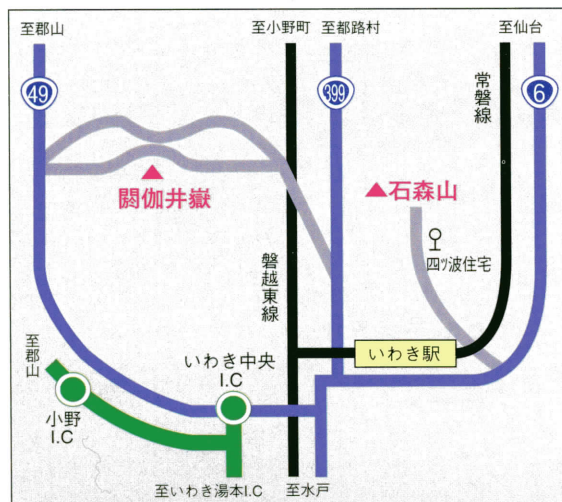 至郡山
至小野町
至都路村
至仙台
49
399
6
常磐線
閼伽井嶽
石森山
四ツ波住宅
磐越東線
いわき駅
至郡山
いわき中央
I.C
小野
I.C
至いわき湯本I.C
至水戸